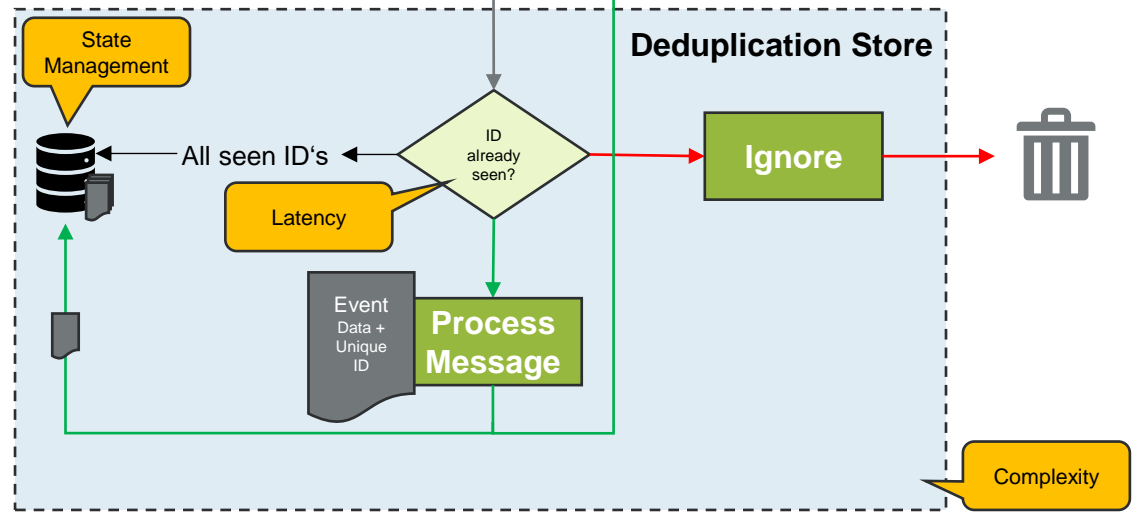 Deduplication Store
State
Management
ID
already
seen?
All seen ID‘s
Ignore
Latency
Event
Data +
Unique
ID
Process
Message
Complexity